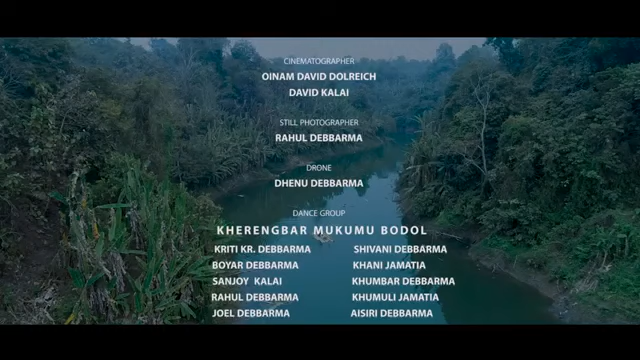 CINEMATOGRAPHER
OINAM DAVID DOLREICH
DAVID KALAI
STILL PHOTOGRAPHER
RAHUL DEBBARMA
DRONE
DHENU DEBBARMA
DANCE GROUP
KHERENGBAR MUKUMU BODOL
KRITI KR. DEBBARMA SHIVANI DEBBARMA
BOYAR DEBBARMA KHANI JAMATIA
SANJOY KALAI KHUMBAR DEBBARMA
RAHUL DEBBARMA KHUMULI JAMATIA
JOEL DEBBARMA AISIRI DEBBARMA